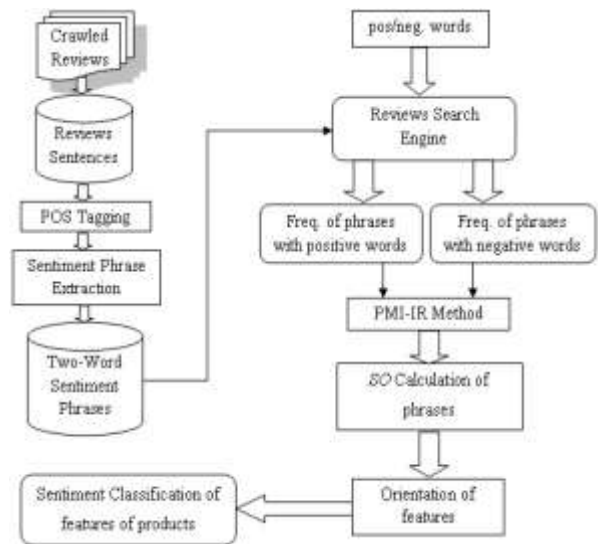 Crawled
Reviews
Reviews
Sentences
POS Tagging
Sentiment Phrase
Extraction
Two-Word
Sentiment
Phrases
pos/neg. words
Reviews Search
Engine
Freq. of phrases
with positive words
Freq. of phrases
with negative words
PMI-IR Method
SO Calculation of
phrases
Orientation of
features
Sentiment Classification of
features of products